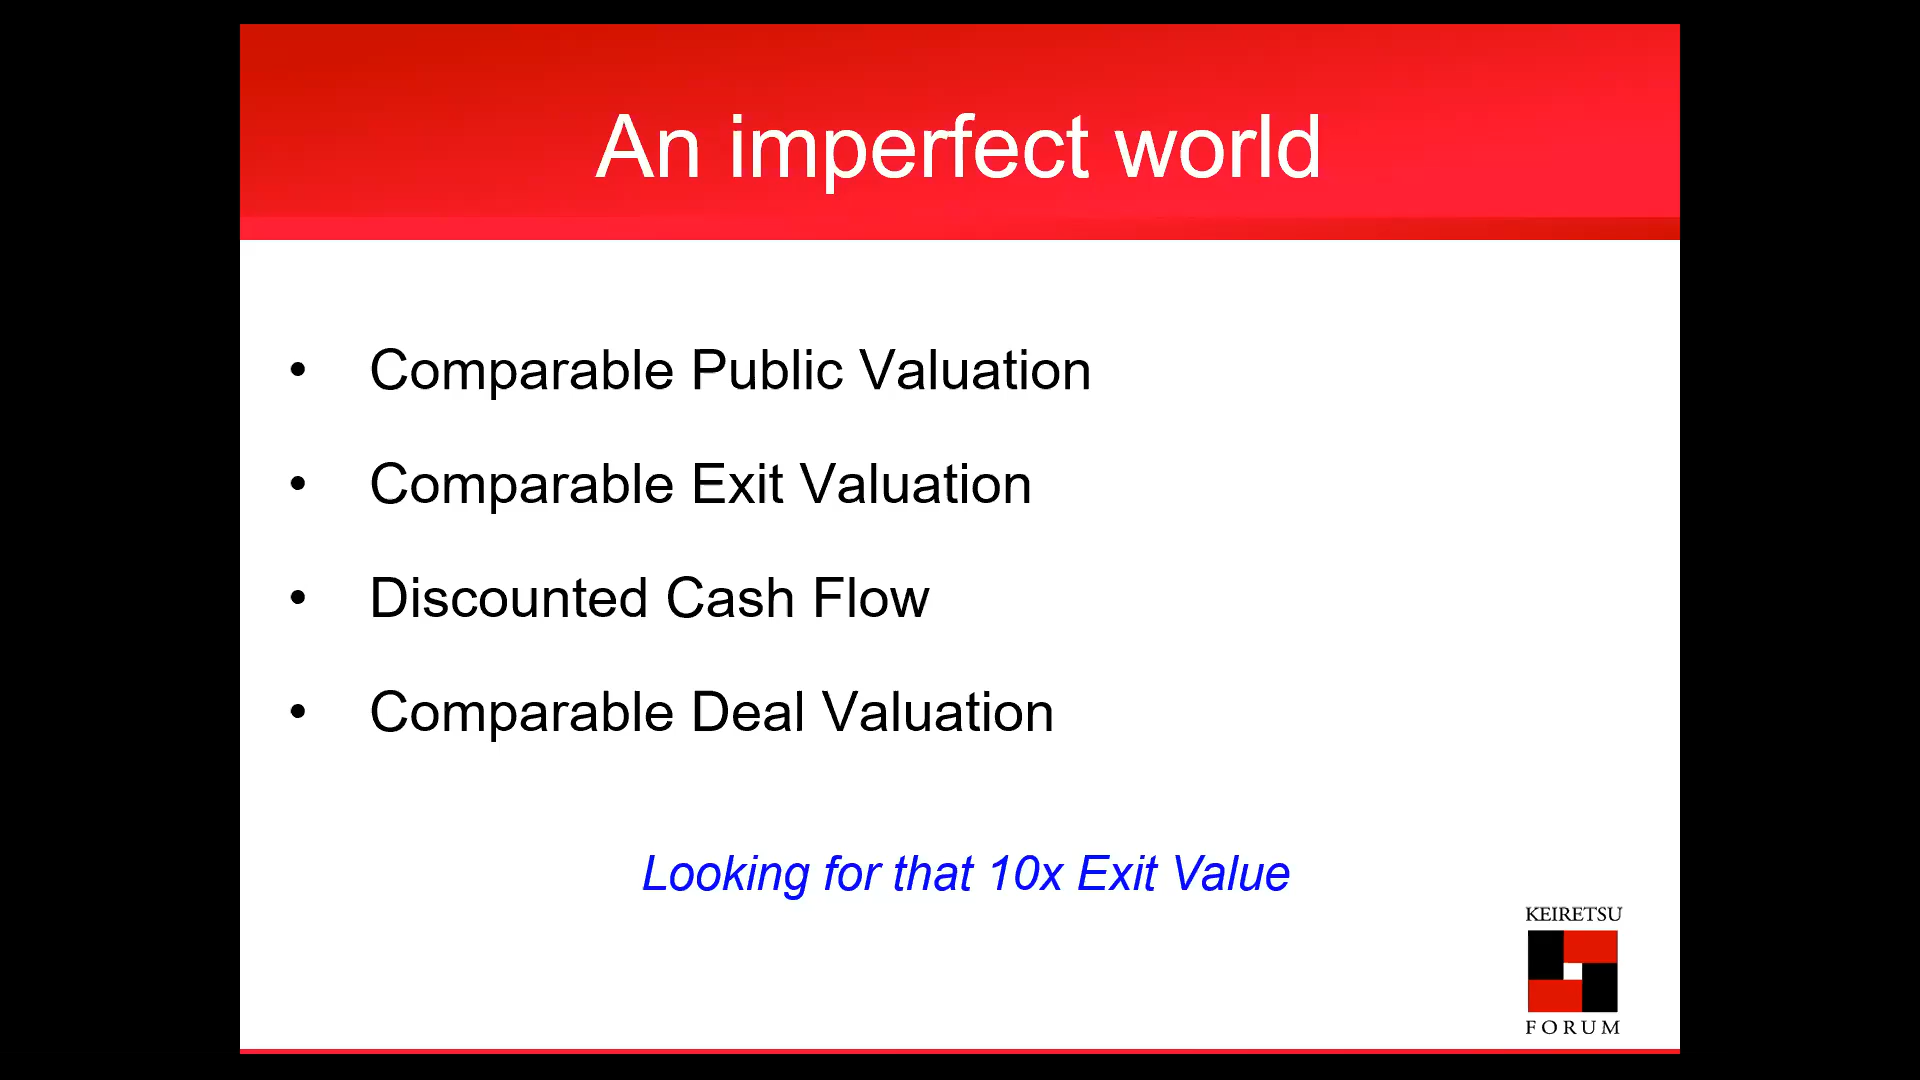 An imperfect world
• Comparable Public Valuation
• Comparable Exit Valuation
• Discounted Cash Flow
• Comparable Deal Valuation
Looking for that 10x Exit Value
KEIRETSU
FORUM